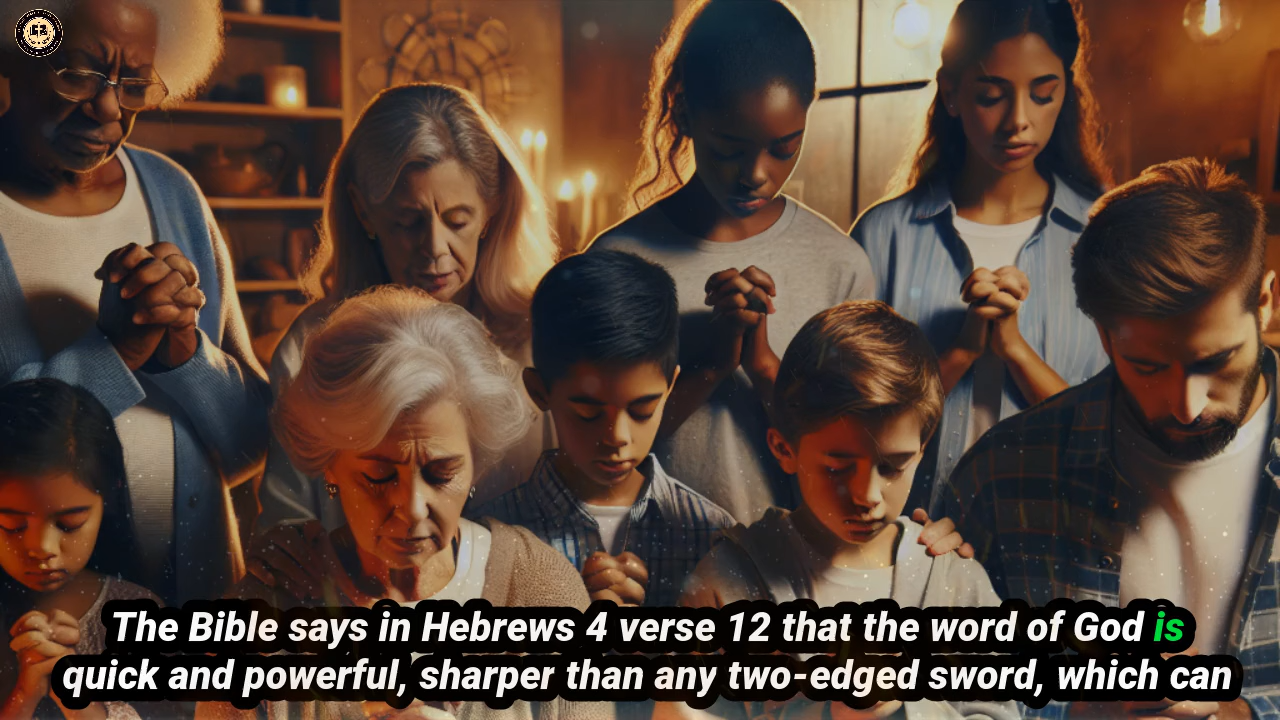 The Bible says in Hebrews 4 verse 12 that the word of God is
quick and powerful, sharper than any two-edged sword, which can